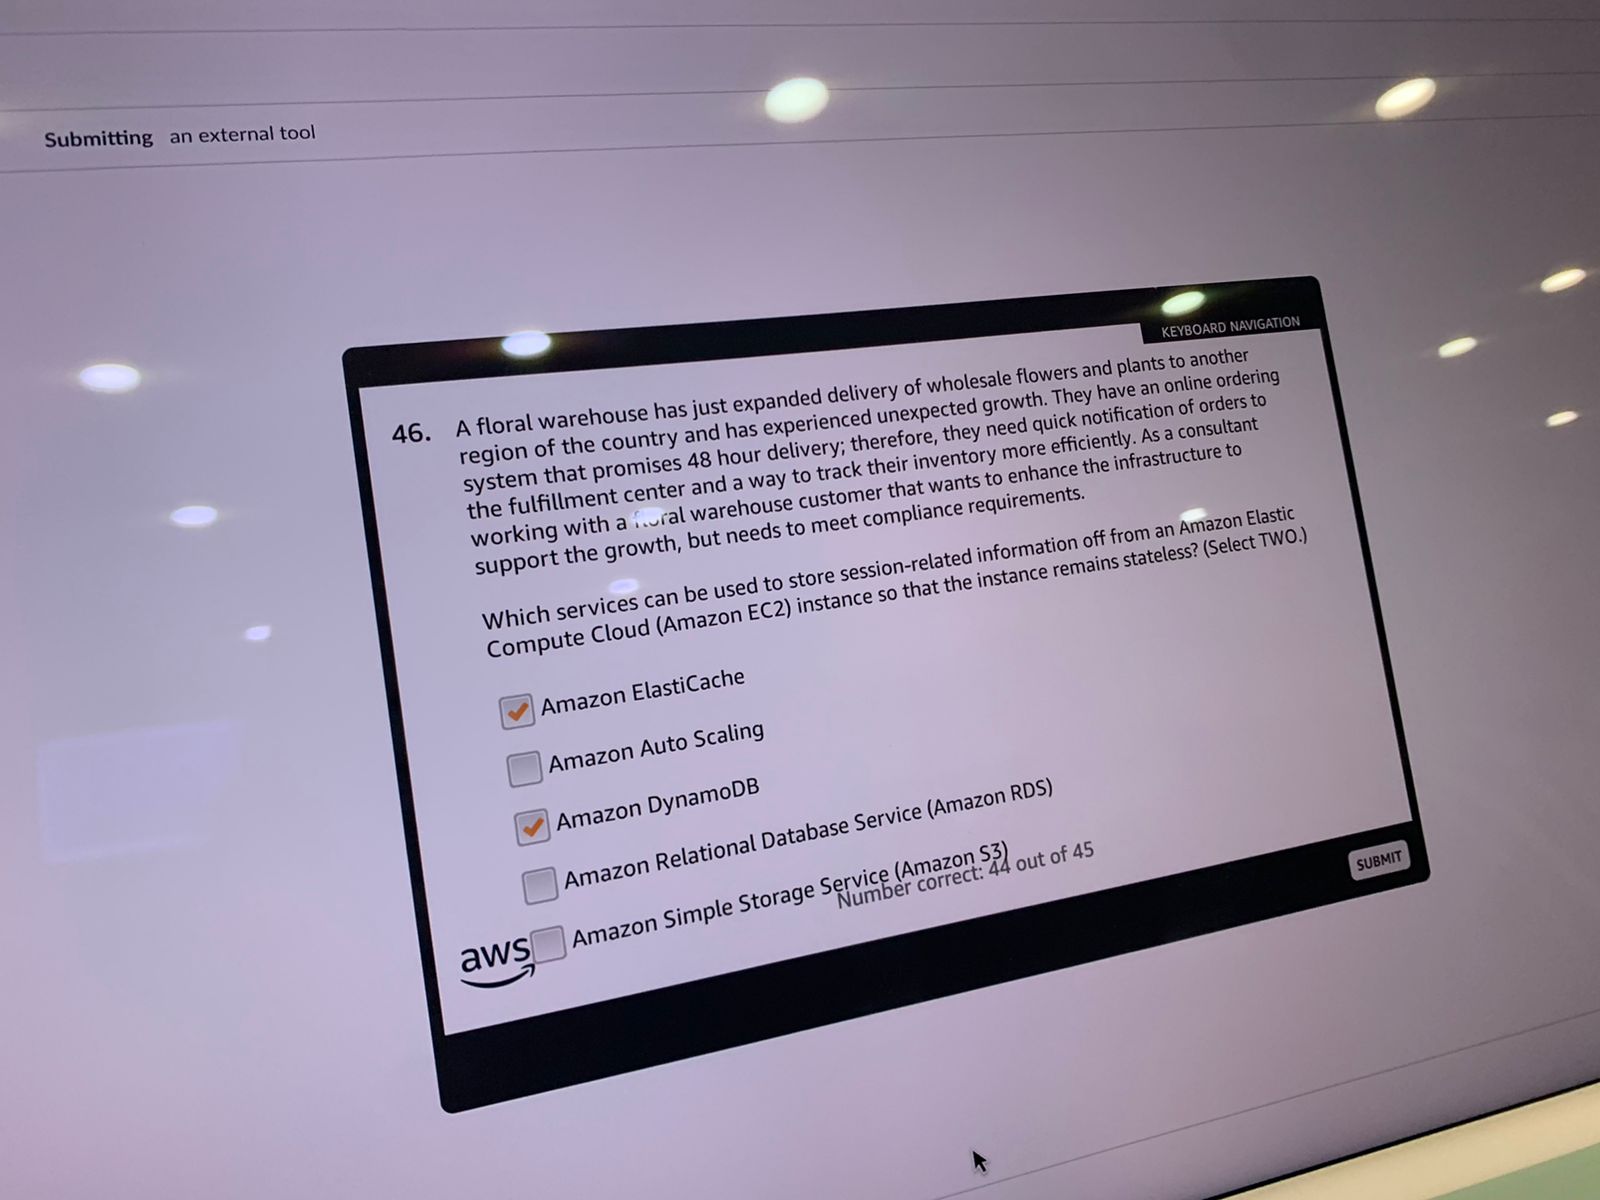 Submitting an external tool
KEYBOARD NAVIGATION
46. A floral warehouse has just expanded delivery of wholesale flowers and plants to another
region of the country and has experienced unexpected growth. They have an online ordering
system that promises 48 hour delivery; therefore, they need quick notification of orders to
the fulfillment center and a way to track their inventory more efficiently. As a consultant
working with a floral warehouse customer that wants to enhance the infrastructure to
support the growth, but needs to meet compliance requirements.
Which services can be used to store session-related information off from an Amazon Elastic
Compute Cloud (Amazon EC2) instance so that the instance remains stateless? (Select TWO.)
Amazon ElastiCache
Amazon Auto Scaling
Amazon DynamoDB
Amazon Relational Database Service (Amazon RDS)
Amazon Simple Storage Service (Amazon S3)
Number correct: 44 out of 45
aws
SUBMIT